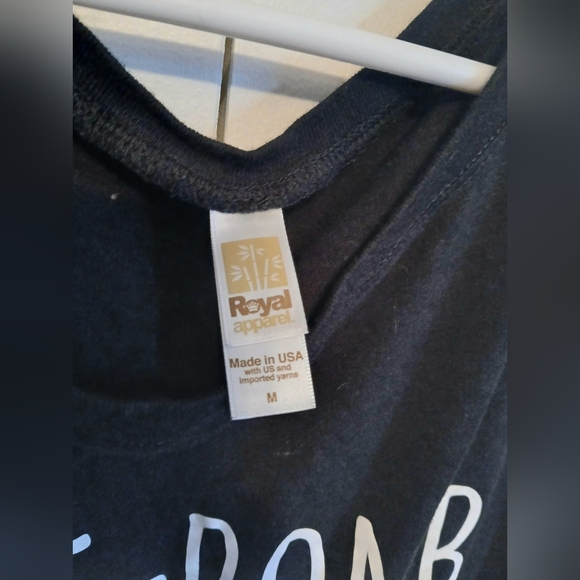 Royal
apparel.
Made in USA
with US and
imported yarns
M